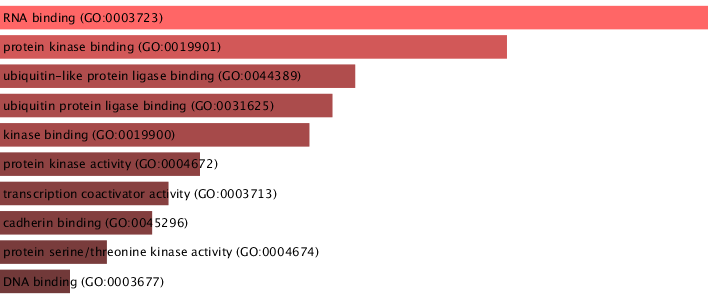 RNA binding (GO:0003723)
protein kinase binding (GO:0019901)
ubiquitin-like protein ligase binding (GO:0044389)
ubiquitin protein ligase binding (GO:0031625)
kinase binding (GO:0019900)
protein kinase activity (GO:0004672)
transcription coactivator activity (GO:0003713)
cadherin binding (GO:0045296)
protein serine/threonine kinase activity (GO:0004674)
DNA binding (GO:0003677)